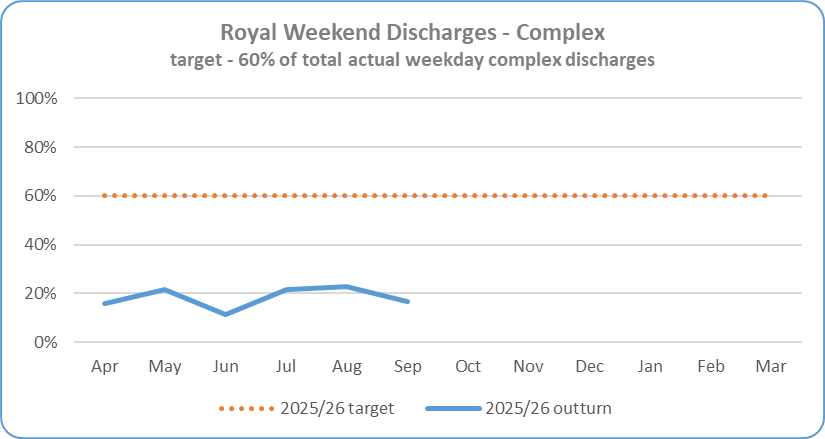 Royal Weekend Discharges - Complex
target - 60% of total actual weekday complex discharges
100%
80%
60%
40%
20%
0%
Apr May Jun Jul Aug Sep Oct Nov Dec Jan Feb Mar
2025/26 target 2025/26 outturn